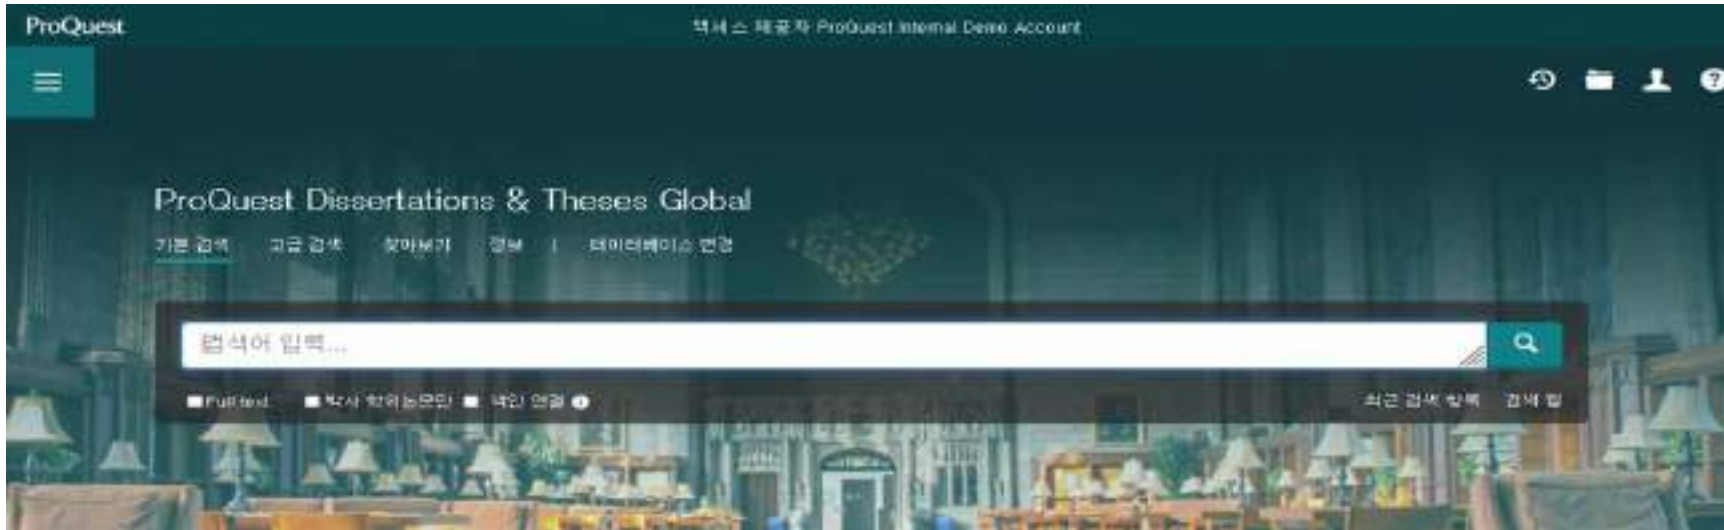 ProQuest
액세스 제공자 ProQuest Internal Demo Account
ProQuest Dissertations & Theses Global
기본 검색 고급 검색 찾아보기 정보 | 데이터베이스 변경
검색어 입력...
Full text 박사 학위논문만 색인 연결
최근 검색 항목 검색 팁